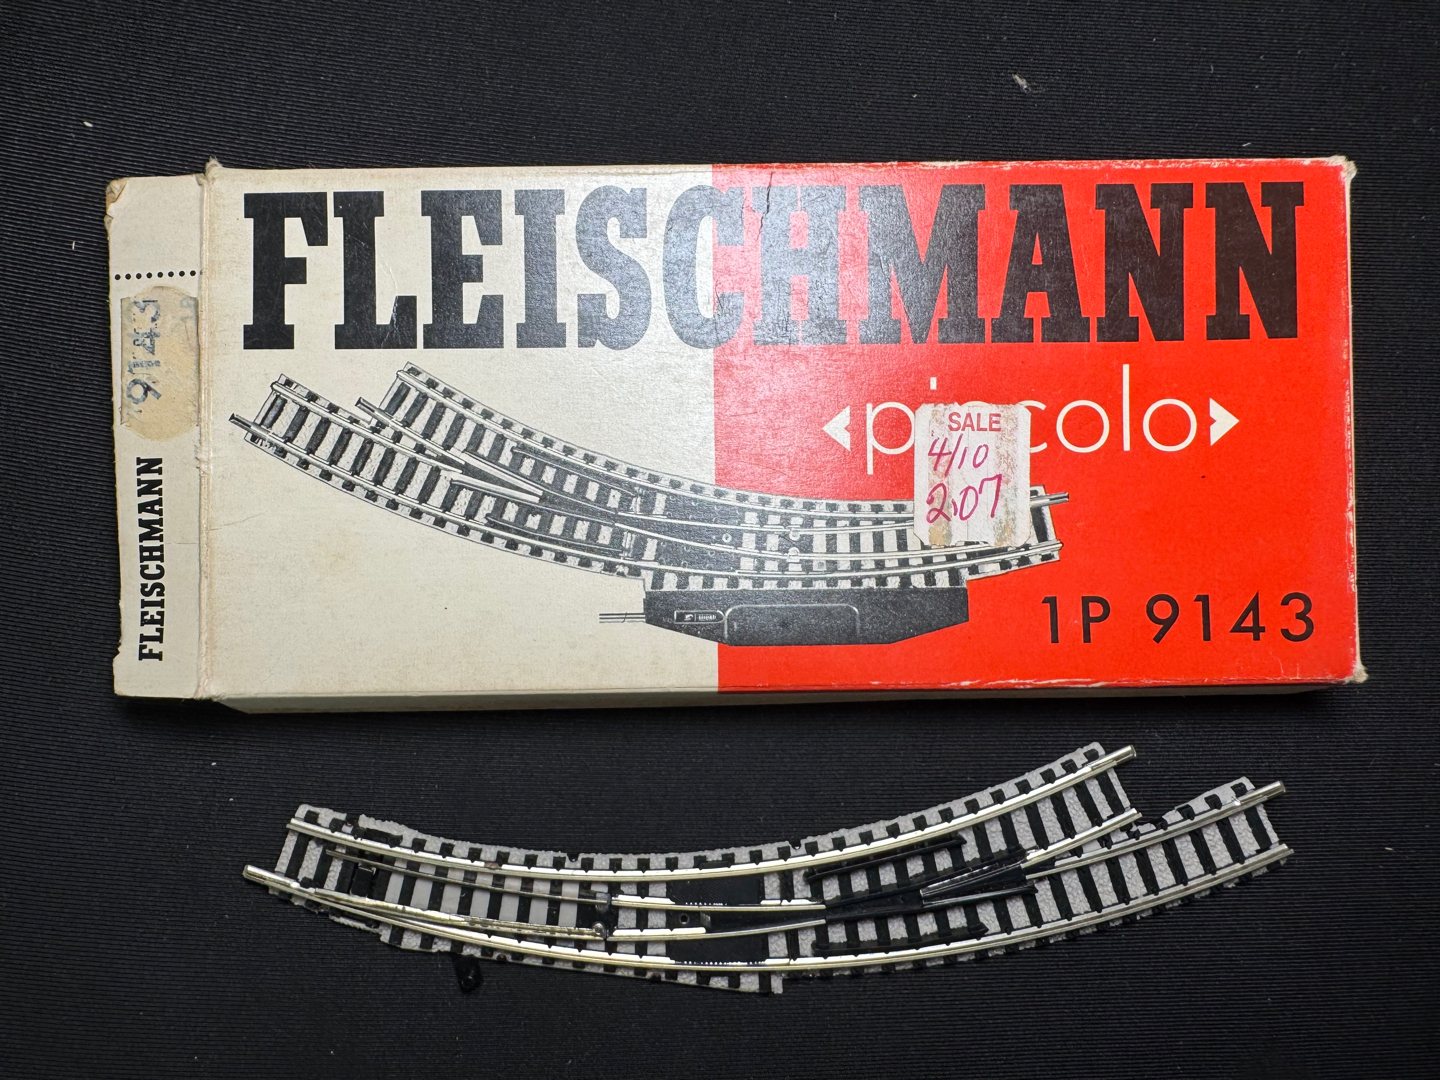 FLEISCHMANN
piccolo
SALE
4/10
2.07
1P 9143
9143
FLEISCHMANN